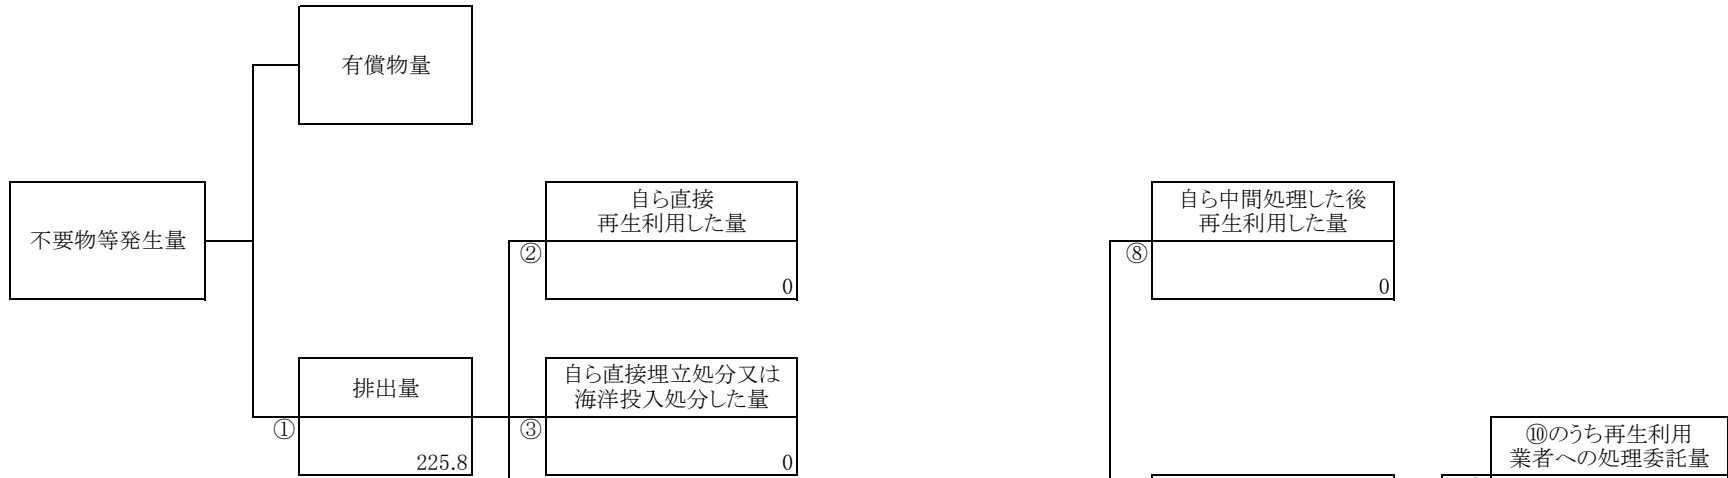 有償物量
不要物等発生量
自ら直接
再生利用した量
②
0
自ら中間処理した後
再生利用した量
⑧
0
排出量
①
225.8
自ら直接埋立処分又は
海洋投入処分した量
③
0
⑩のうち再生利用
業者への処理委託量